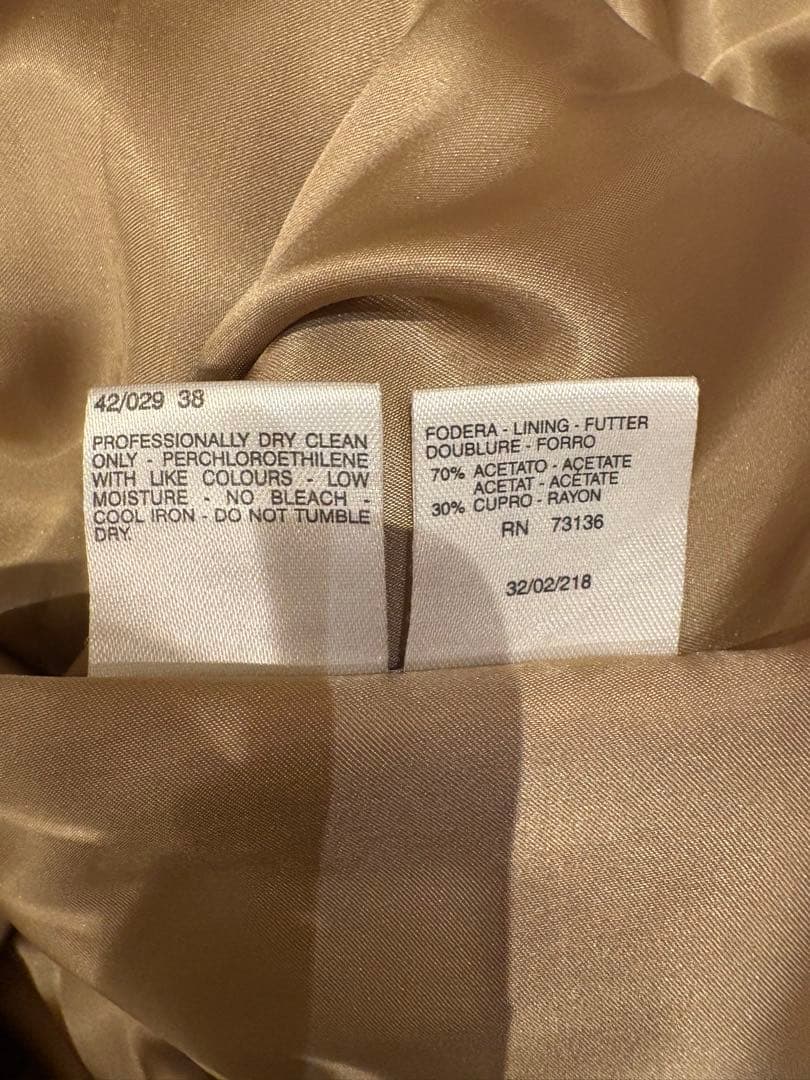 42/029 38
PROFESSIONALLY DRY CLEAN
ONLY - PERCHLOROETHILENE
WITH LIKE COLOURS - LOW
MOISTURE - NO BLEACH -
COOL IRON - DO NOT TUMBLE
DRY.
FODERA - LINING - FUTTER
DOUBLURE - FORRO
70% ACETATO - ACETATE
ACETAT - ACÉTATE
30% CUPRO - RAYON
RN 73136
32/02/218